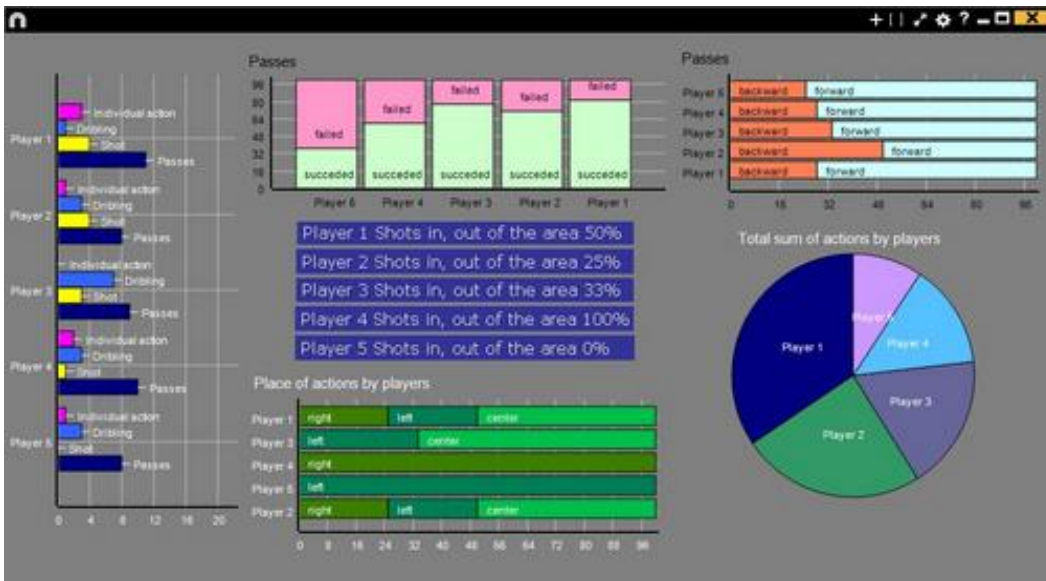 Passes
Passes
Player 1
Individual action
Dribling
Shot
Passes
Player 2
Individual action
Dribling
Shot
Passes
Player 3
Individual action
Dribling
Shot
Passes
Player 4
Individual action
Dribling
Shot
Passes
Player 5
Individual action
Dribling
Shot
Passes
0 4 8 12 16 20
96
80
64
48
32
16
0
failed failed failed failed failed
succeded succeded succeded succeded succeded
Player 5 Player 4 Player 3 Player 2 Player 1
Player 5 backward forward
Player 4 backward forward
Player 3 backward forward
Player 2 backward forward
Player 1 backward forward
0 16 32 48 64 80 96
Player 1 Shots in, out of the area 50%
Player 2 Shots in, out of the area 25%
Player 3 Shots in, out of the area 33%
Player 4 Shots in, out of the area 100%
Player 5 Shots in, out of the area 0%
Place of actions by players
Player 1 right left center
Player 3 left center
Player 4 right
Player 5 left
Player 2 right left center
0 8 16 24 32 40 48 56 64 72 80 88 96
Total sum of actions by players
Player 1
Player 5
Player 4
Player 3
Player 2